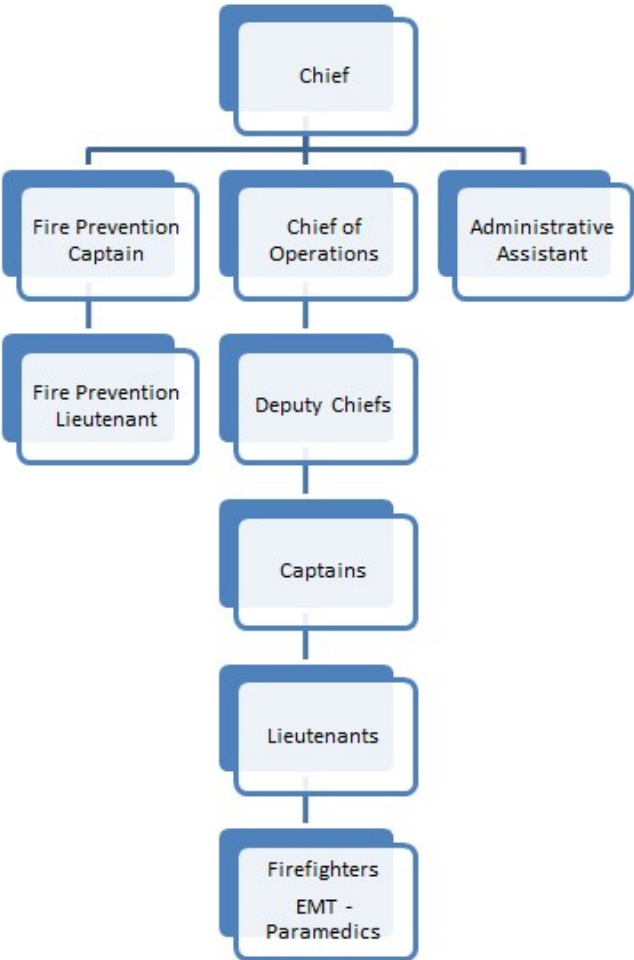 Chief
Fire Prevention
Captain
Chief of
Operations
Administrative
Assistant
Fire Prevention
Lieutenant
Deputy Chiefs
Captains
Lieutenants
Firefighters
EMT -
Paramedics